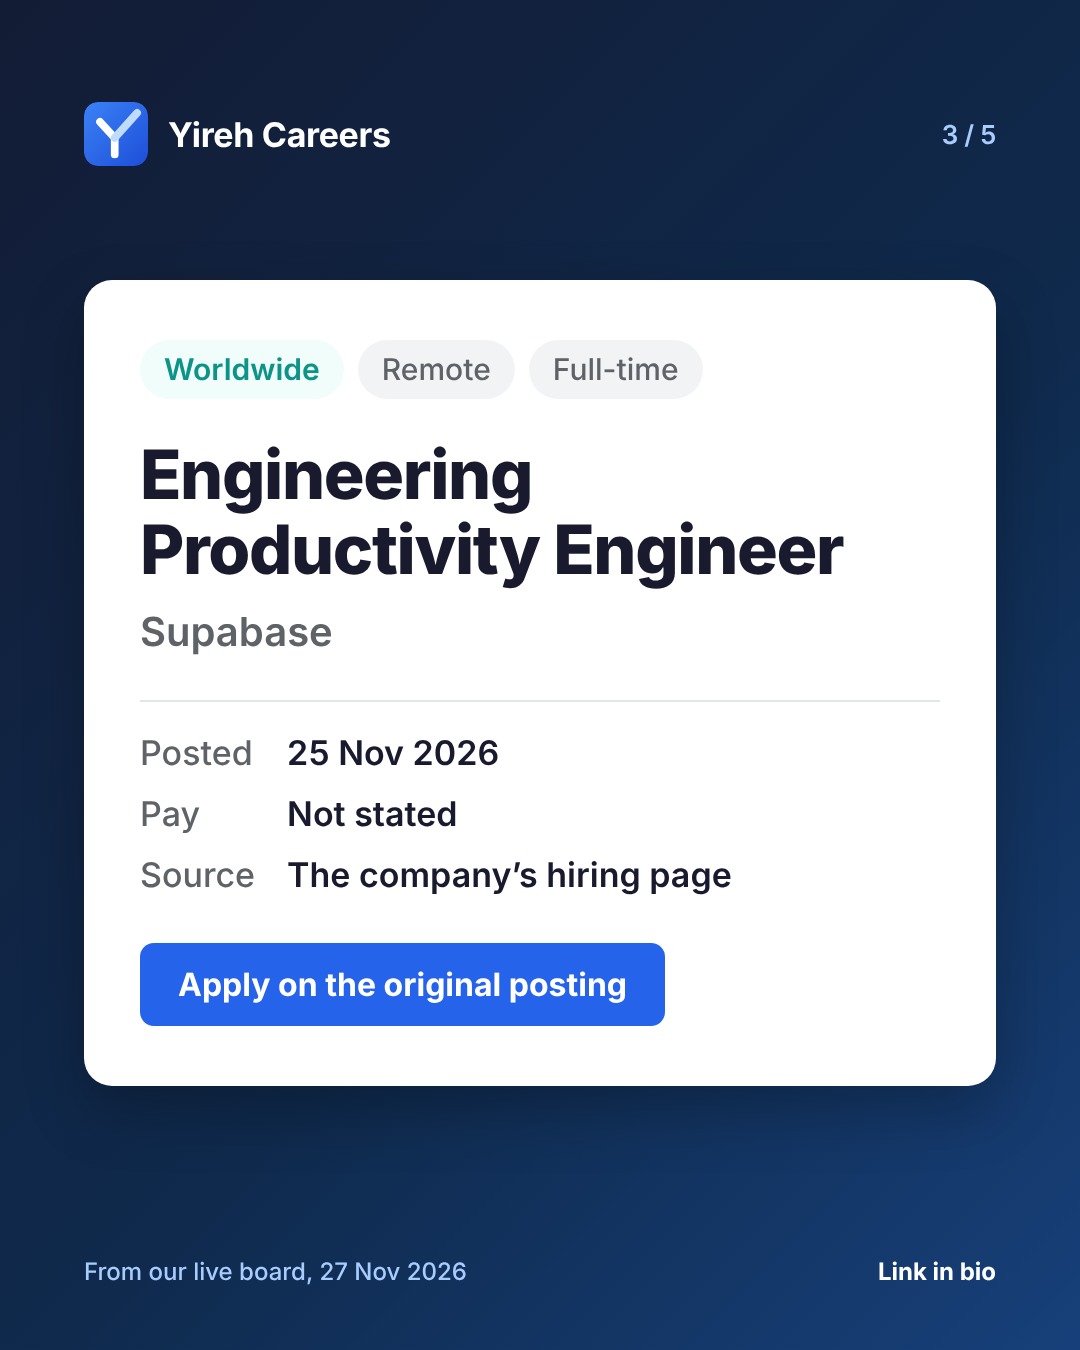 Yireh Careers
3 / 5
Worldwide
Remote
Full-time
Engineering
Productivity Engineer
Supabase
Posted 25 Nov 2026
Pay Not stated
Source The company’s hiring page
Apply on the original posting
From our live board, 27 Nov 2026
Link in bio